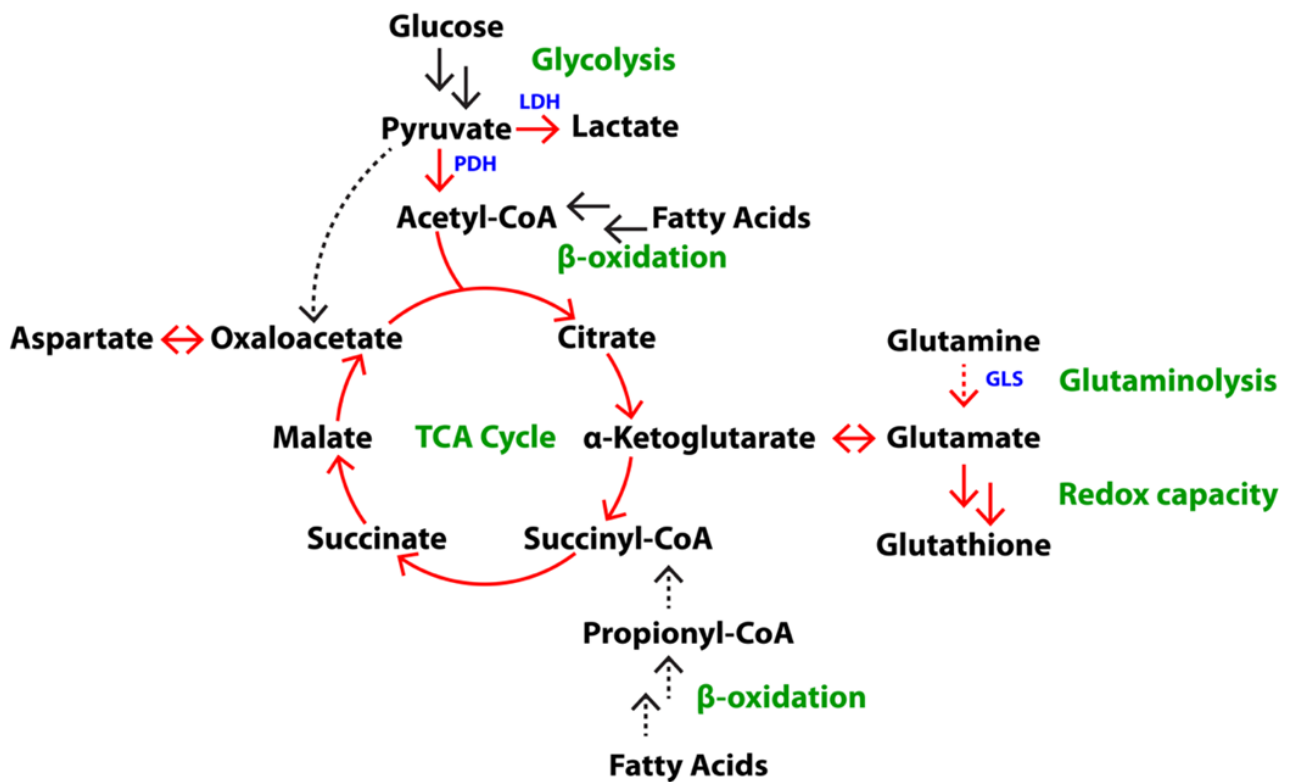 Glucose
Glycolysis
LDH
Pyruvate
Lactate
PDH
Acetyl-CoA
Fatty Acids
β-oxidation
Aspartate
Oxaloacetate
Citrate
Glutamine
GLS
Glutaminolysis
Malate
TCA Cycle
α-Ketoglutarate
Glutamate
Redox capacity
Succinate
Succinyl-CoA
Glutathione
Propionyl-CoA
β-oxidation
Fatty Acids